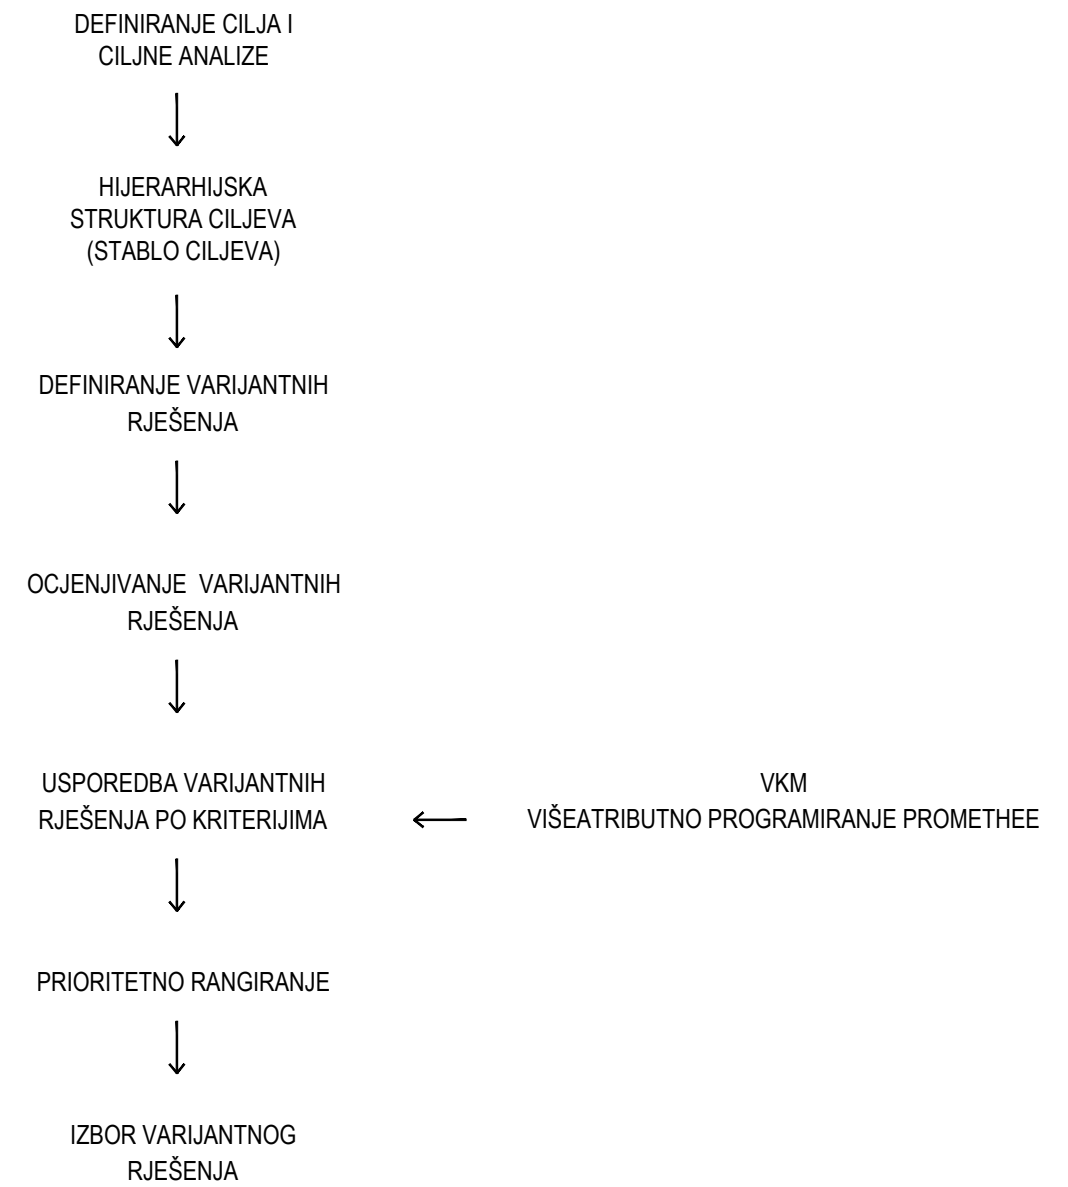 DEFINIRANJE CILJA I
CILJNE ANALIZE
HIJERARHIJSKA
STRUKTURA CILJEVA
(STABLO CILJEVA)
DEFINIRANJE VARIJANTNIH
RJEŠENJA
OCJENJIVANJE VARIJANTNIH
RJEŠENJA
USPOREDBA VARIJANTNIH
RJEŠENJA PO KRITERIJIMA
VKM
VIŠEATRIBUTNO PROGRAMIRANJE PROMETHEE
PRIORITETNO RANGIRANJE
IZBOR VARIJANTNOG
RJEŠENJA